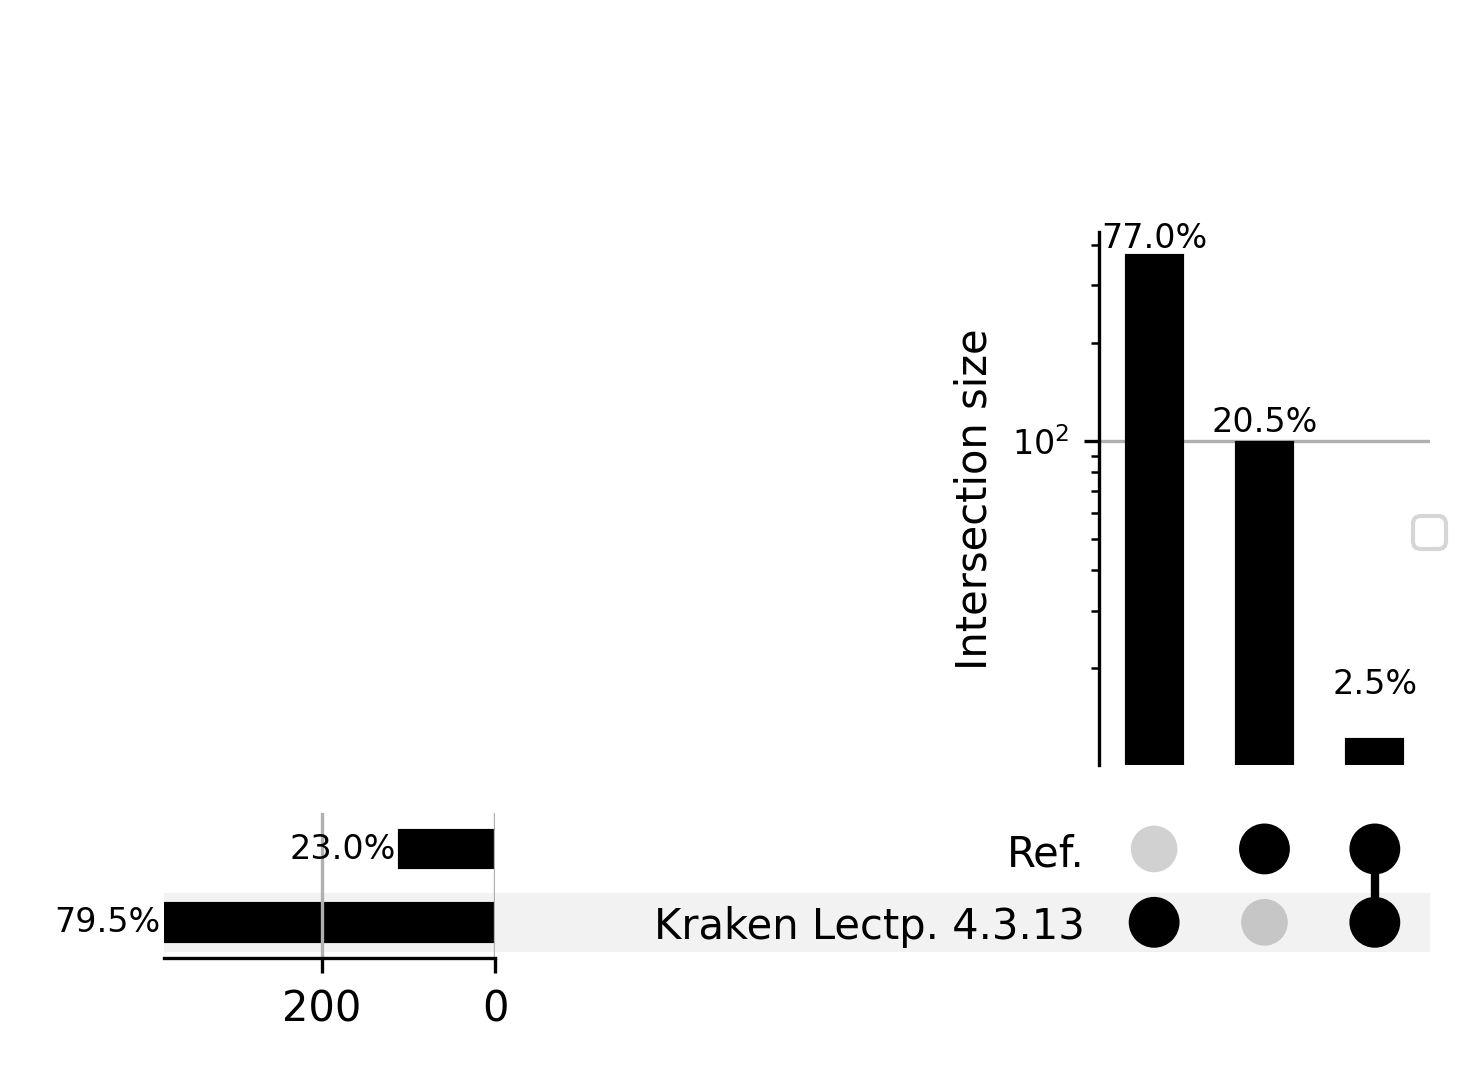 77.0%
20.5%
10²
2.5%
Intersection size
23.0%
Ref.
79.5%
Kraken Lectp. 4.3.13
200
0